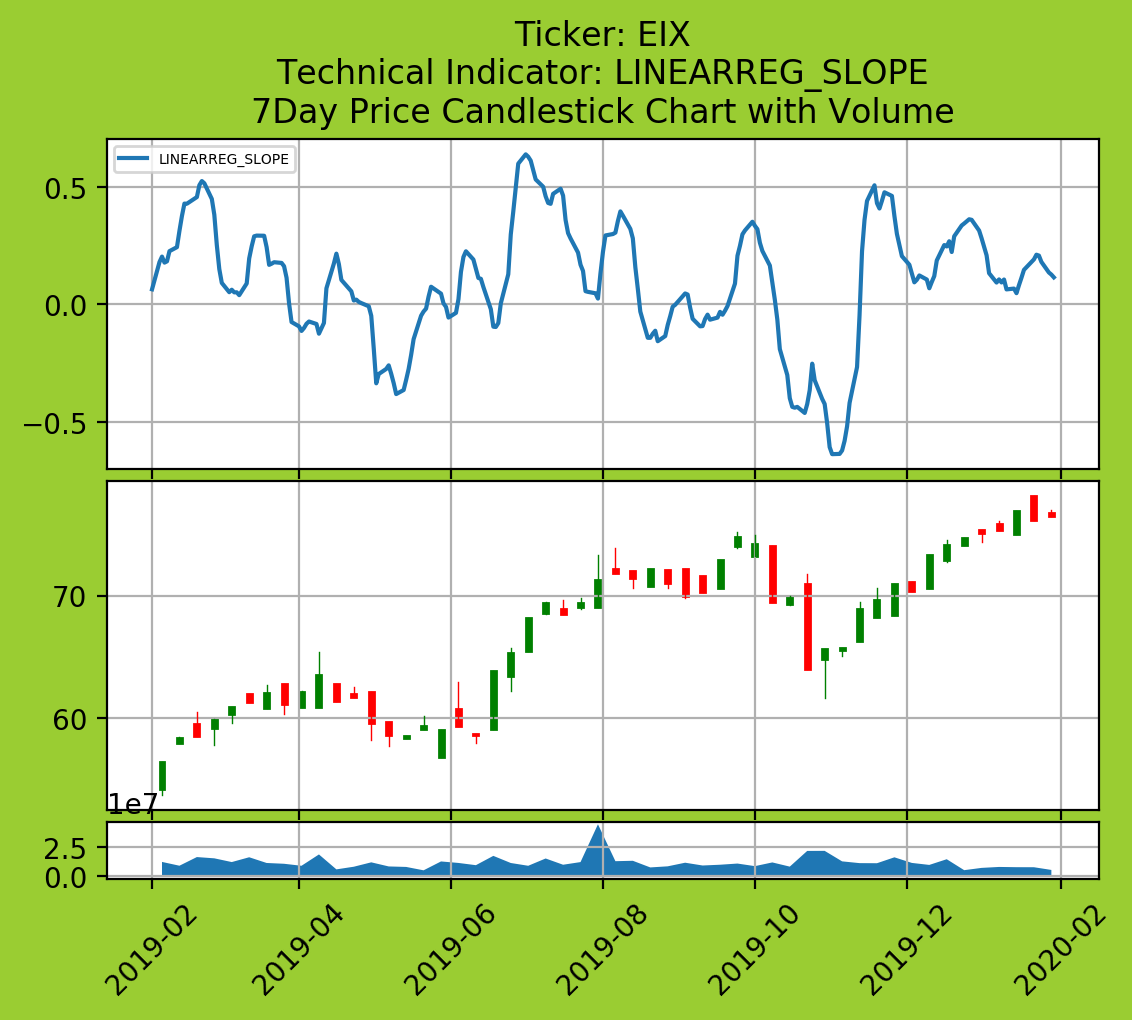 Ticker: EIX
Technical Indicator: LINEARREG_SLOPE
7Day Price Candlestick Chart with Volume
LINEARREG_SLOPE
0.5
0.0
−0.5
70
60
1e7
2.5
0.0
2019-02
2019-04
2019-06
2019-08
2019-10
2019-12
2020-02